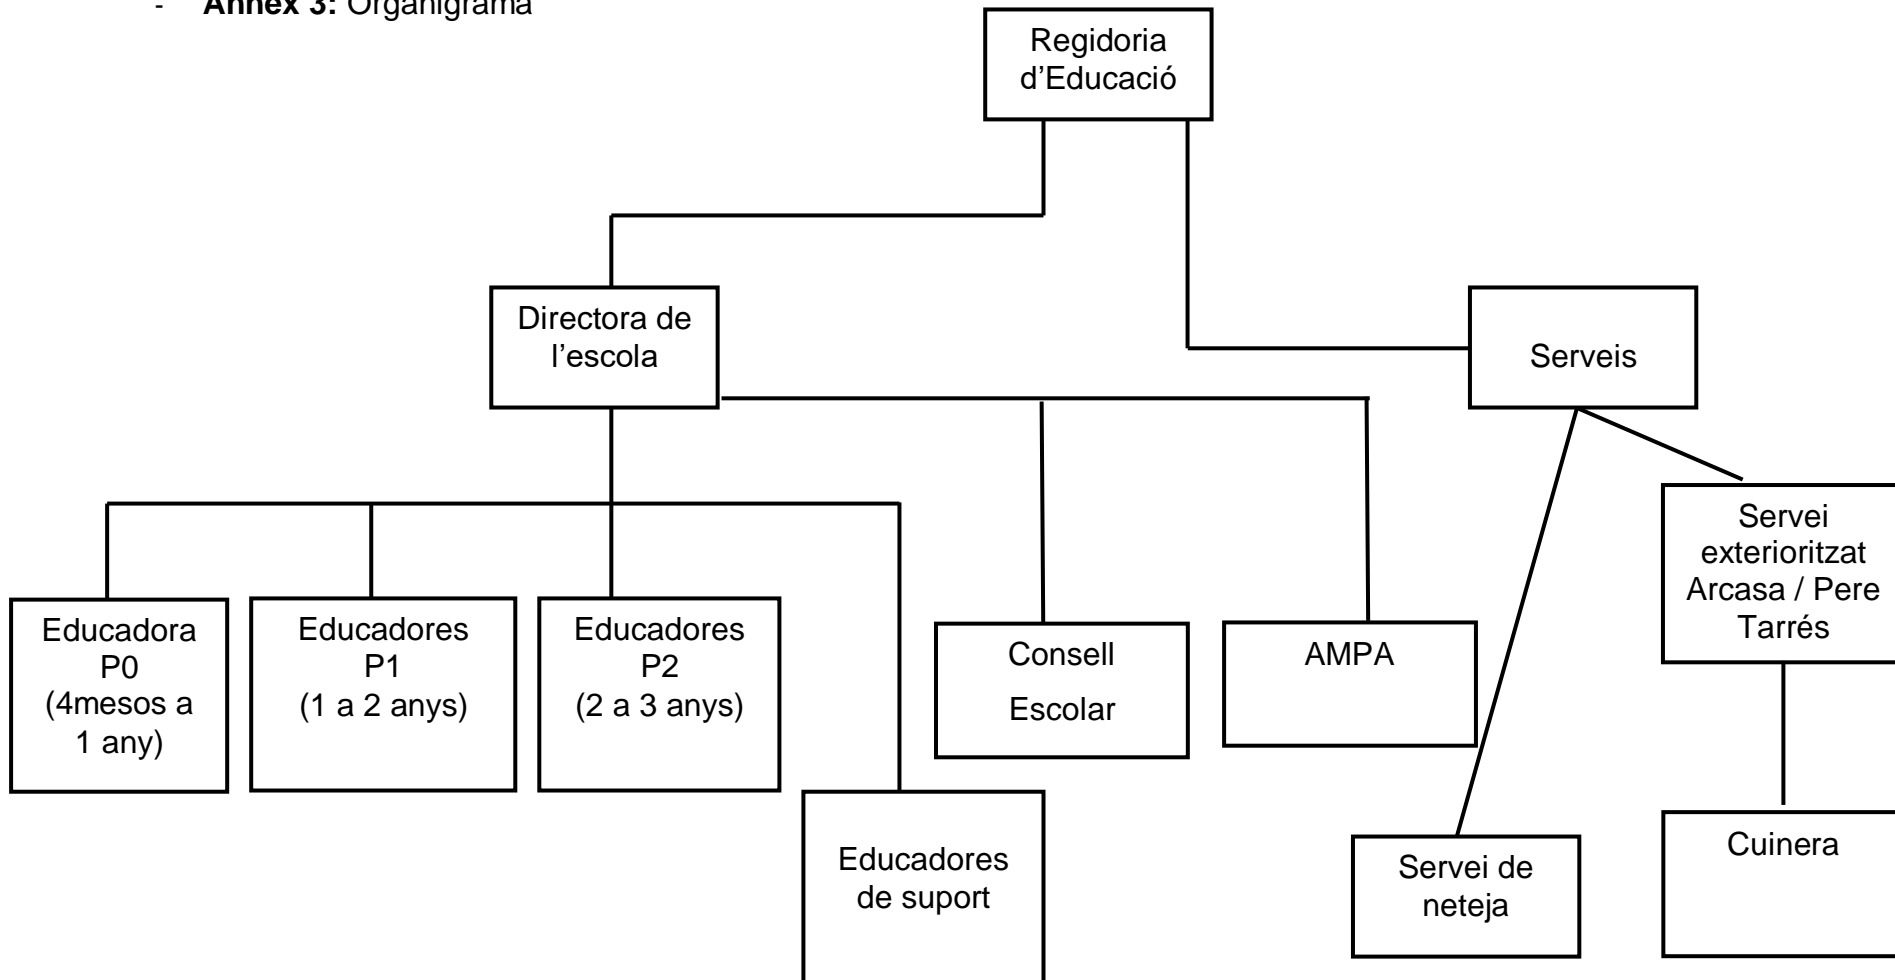 - Annex 3: Organigrama
Regidoria
d’Educació
Directora de
l’escola
Serveis
Servei
exterioritzat
Arcasa / Pere
Tarrés
Educadora
P0
(4mesos a
1 any)
Educadores
P1
(1 a 2 anys)
Educadores
P2
(2 a 3 anys)
Consell
Escolar
AMPA
Educadores
de suport
Servei de
neteja
Cuinera